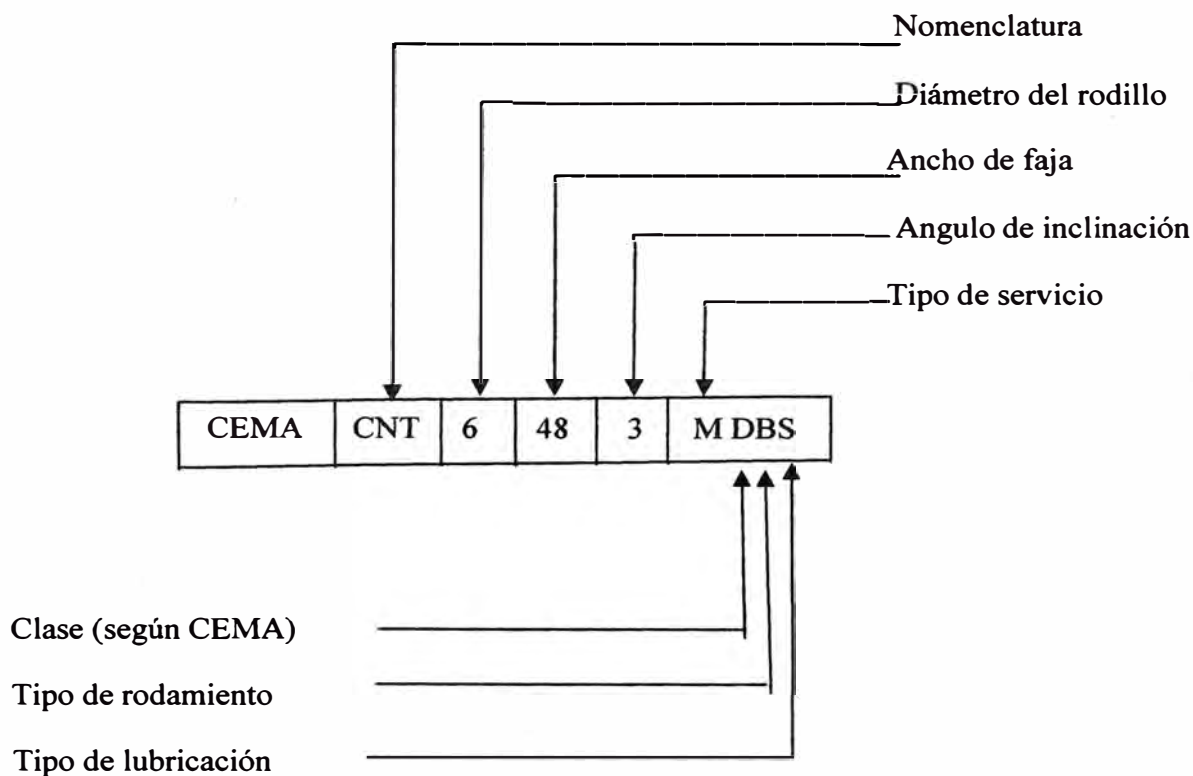 Nomenclatura
Diámetro del rodillo
Ancho de faja
Angulo de inclinación
Tipo de servicio
CEMA CNT 6 48 3 M DBS
Clase (según CEMA)
Tipo de rodamiento
Tipo de lubricación